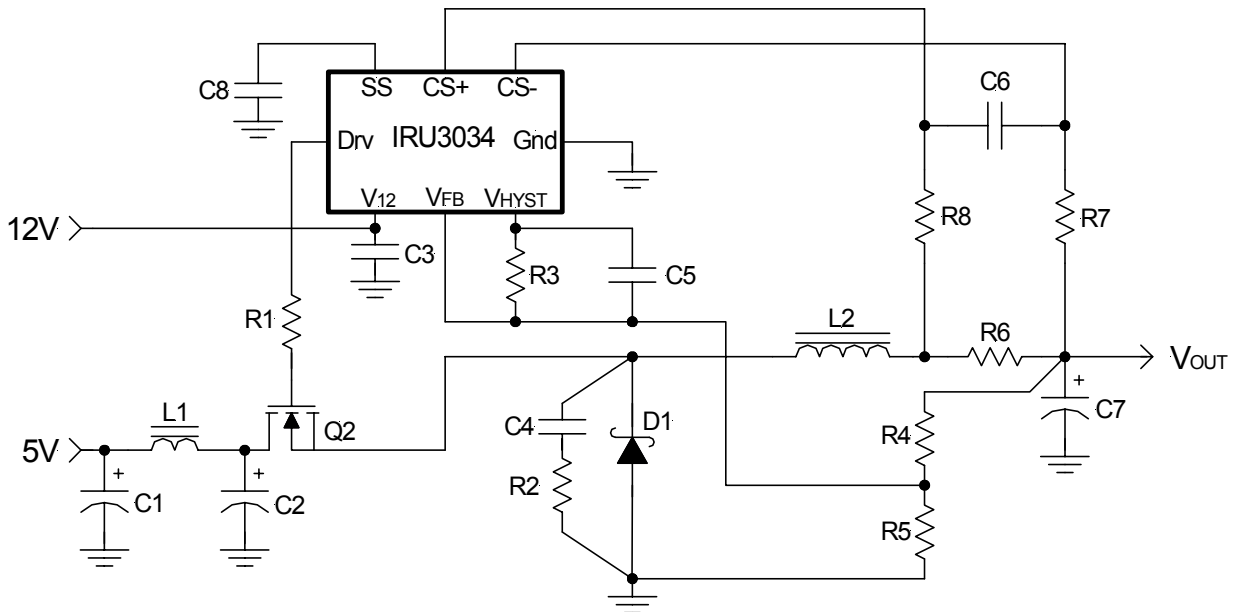 SS CS+ CS-
C8
C6
Drv IRU3034 Gnd
V12 VFB VHYST
12V
C3
R8 R7
R3 C5
R1
L2
R6
VOUT
L1
Q2
C4 D1
C7
5V
R4
R2
C1 C2
R5
+ + +